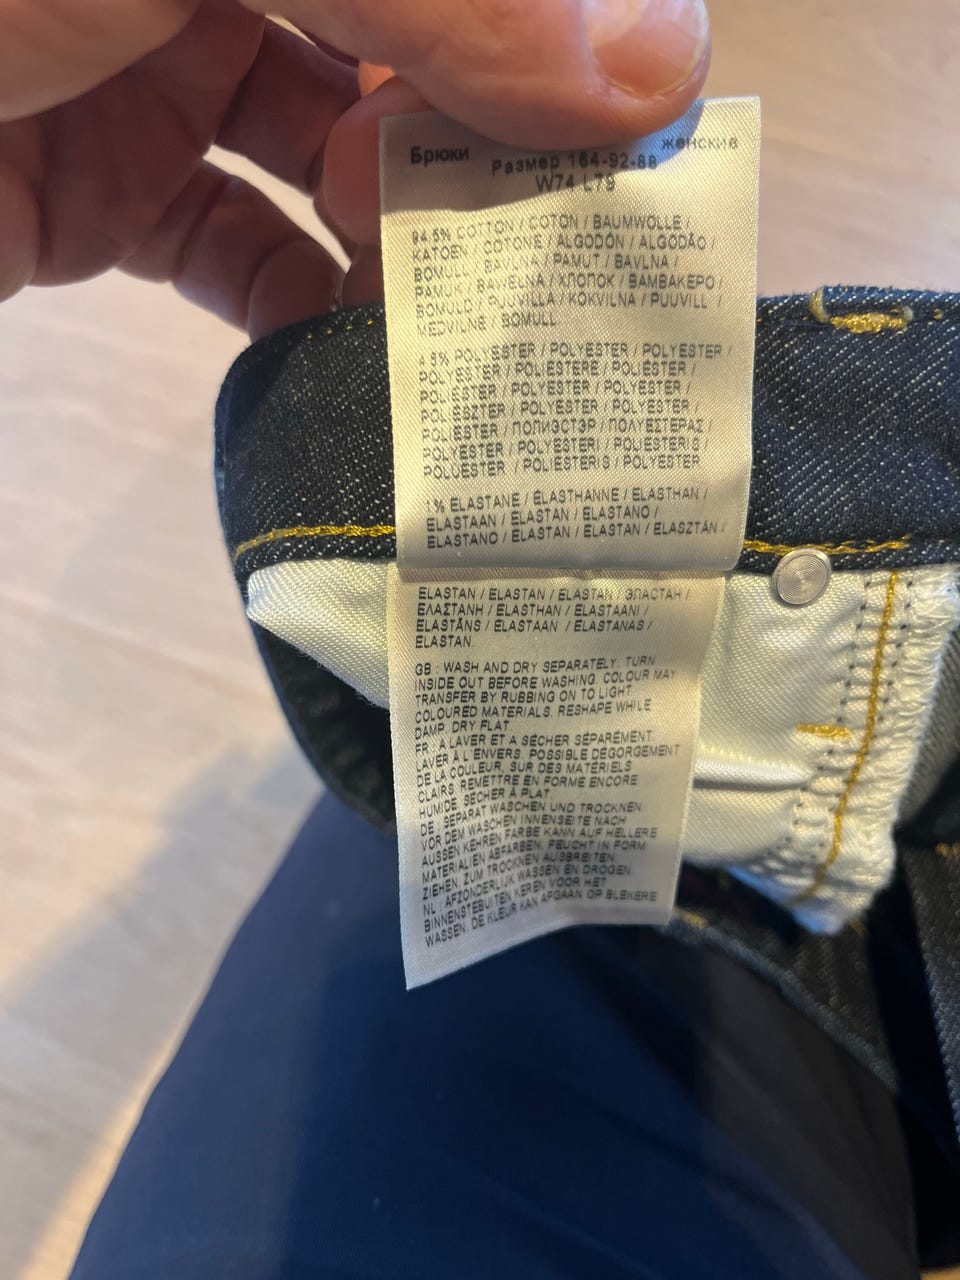 Брюки женские
Размер 164-92-88
W74 L79
94.5% COTTON / COTON / BAUMWOLLE /
KATOEN / COTONE / ALGODÓN / ALGODÃO /
BOMULL / BAVLNA / PAMUT / BAVLNA /
PAMUK / BAWEŁNA / ХЛОПОК / ΒΑΜΒΑΚΕΡΟ /
BOMULD / PUUVILLA / KOKVILNA / PUUVILL /
MEDVILNĖ / BOMULL
4.5% POLYESTER / POLYESTER / POLYESTER /
POLYESTER / POLIESTERE / POLIÉSTER /
POLIÉSTER / POLYESTER / POLYESTER /
POLIÉSZTER / POLYESTER / POLYESTER /
POLIESTER / ПОЛИЭСТЭР / ΠΟΛΥΕΣΤΕΡΑΣ /
POLYESTER / POLYESTERI / POLIESTERIS /
POLÜESTER / POLIESTERIS / POLYESTER
1% ELASTANE / ÉLASTHANNE / ELASTHAN /
ELASTAAN / ELASTAN / ELASTANO /
ELASTANO / ELASTAN / ELASTAN / ELASZTÁN /
ELASTAN / ELASTAN / ELASTAN / ЭЛАСТАН /
ΕΛΑΣΤΑΝΗ / ELASTHAN / ELASTAANI /
ELASTĀNS / ELASTAAN / ELASTANAS /
ELASTAN
GB : WASH AND DRY SEPARATELY. TURN
INSIDE OUT BEFORE WASHING. COLOUR MAY
TRANSFER BY RUBBING ON TO LIGHT
COLOURED MATERIALS. RESHAPE WHILE
DAMP. DRY FLAT
FR : A LAVER ET A SÉCHER SÉPARÉMENT.
LAVER À L'ENVERS. POSSIBLE DÉGORGEMENT
DE LA COULEUR, SUR DES MATÉRIELS
CLAIRS. REMETTRE EN FORME ENCORE
HUMIDE. SÉCHER À PLAT.
DE : SEPARAT WASCHEN UND TROCKNEN.
VOR DEM WASCHEN INNENSEITE NACH
AUSSEN KEHREN FARBE KANN AUF HELLERE
MATERIALIEN ABFARBEN. FEUCHT IN FORM
ZIEHEN. ZUM TROCKNEN AUSBREITEN.
NL : AFZONDERLIJK WASSEN EN DROGEN.
BINNENSTEBUITEN KEREN VOOR HET
WASSEN. DE KLEUR KAN AFGAAN OP BLEKERE